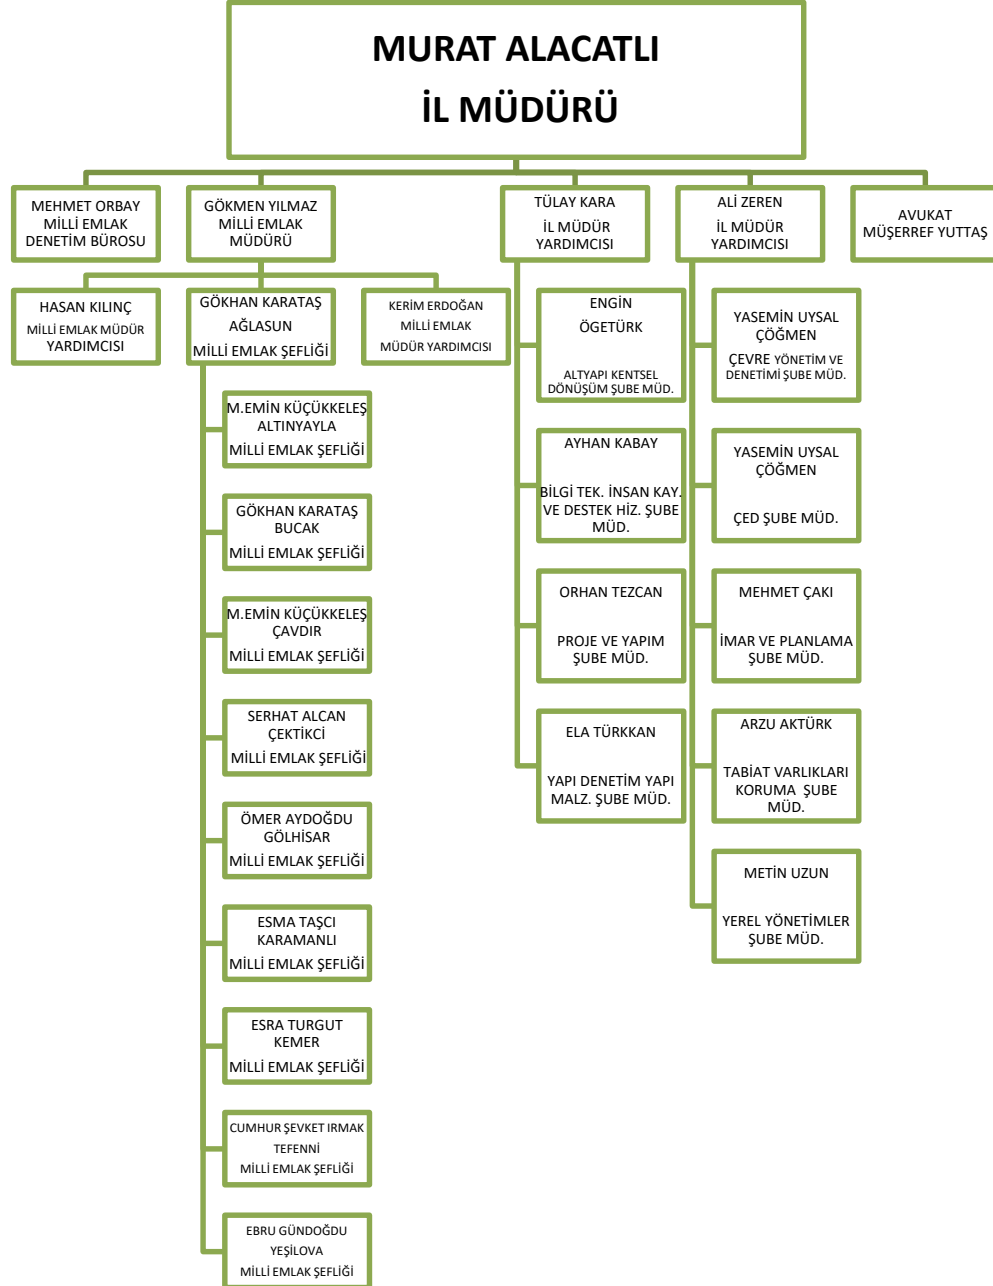 MURAT ALACATLI
İL MÜDÜRÜ
MEHMET ORBAY
MİLLİ EMLAK
DENETİM BÜROSU
GÖKMEN YILMAZ
MİLLİ EMLAK
MÜDÜRÜ
TÜLAY KARA
İL MÜDÜR
YARDIMCISI
ALİ ZEREN
İL MÜDÜR
YARDIMCISI
AVUKAT
MÜŞERREF YUTTAŞ
HASAN KILINÇ
MİLLİ EMLAK MÜDÜR
YARDIMCISI
GÖKHAN KARATAŞ
AĞLASUN
MİLLİ EMLAK ŞEFLİĞİ
KERİM ERDOĞAN
MİLLİ EMLAK
MÜDÜR YARDIMCISI
M.EMİN KÜÇÜKKELEŞ
ALTINYAYLA
MİLLİ EMLAK ŞEFLİĞİ
GÖKHAN KARATAŞ
BUCAK
MİLLİ EMLAK ŞEFLİĞİ
M.EMİN KÜÇÜKKELEŞ
ÇAVDIR
MİLLİ EMLAK ŞEFLİĞİ
SERHAT ALCAN
ÇEKTİKCİ
MİLLİ EMLAK ŞEFLİĞİ
ÖMER AYDOĞDU
GÖLHİSAR
MİLLİ EMLAK ŞEFLİĞİ
ESMA TAŞCI
KARAMANLI
MİLLİ EMLAK ŞEFLİĞİ
ESRA TURGUT
KEMER
MİLLİ EMLAK ŞEFLİĞİ
CUMHUR ŞEVKET IRMAK
TEFENNİ
MİLLİ EMLAK ŞEFLİĞİ
EBRU GÜNDOĞDU
YEŞİLOVA
MİLLİ EMLAK ŞEFLİĞİ
ENGİN
ÖGETÜRK
ALTYAPI KENTSEL
DÖNÜŞÜM ŞUBE MÜD.
AYHAN KABAY
BİLGİ TEK. İNSAN KAY.
VE DESTEK HİZ. ŞUBE
MÜD.
ORHAN TEZCAN
PROJE VE YAPIM
ŞUBE MÜD.
ELA TÜRKKAN
YAPI DENETİM YAPI
MALZ. ŞUBE MÜD.
YASEMİN UYSAL
ÇÖĞMEN
ÇEVRE YÖNETİM VE
DENETİMİ ŞUBE MÜD.
YASEMİN UYSAL
ÇÖĞMEN
ÇED ŞUBE MÜD.
MEHMET ÇAKI
İMAR VE PLANLAMA
ŞUBE MÜD.
ARZU AKTÜRK
TABİAT VARLIKLARI
KORUMA ŞUBE
MÜD.
METİN UZUN
YEREL YÖNETİMLER
ŞUBE MÜD.